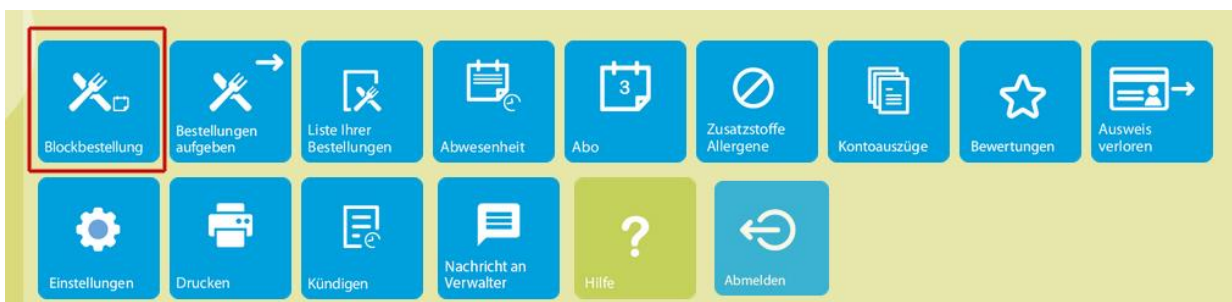 Blockbestellung
Bestellungen
aufgeben
Liste Ihrer
Bestellungen
Abwesenheit
3
Abo
Zusatzstoffe
Allergene
Kontoauszüge
Bewertungen
Ausweis
verloren
Einstellungen
Drucken
Kündigen
Nachricht an
Verwalter
?
Hilfe
Abmelden